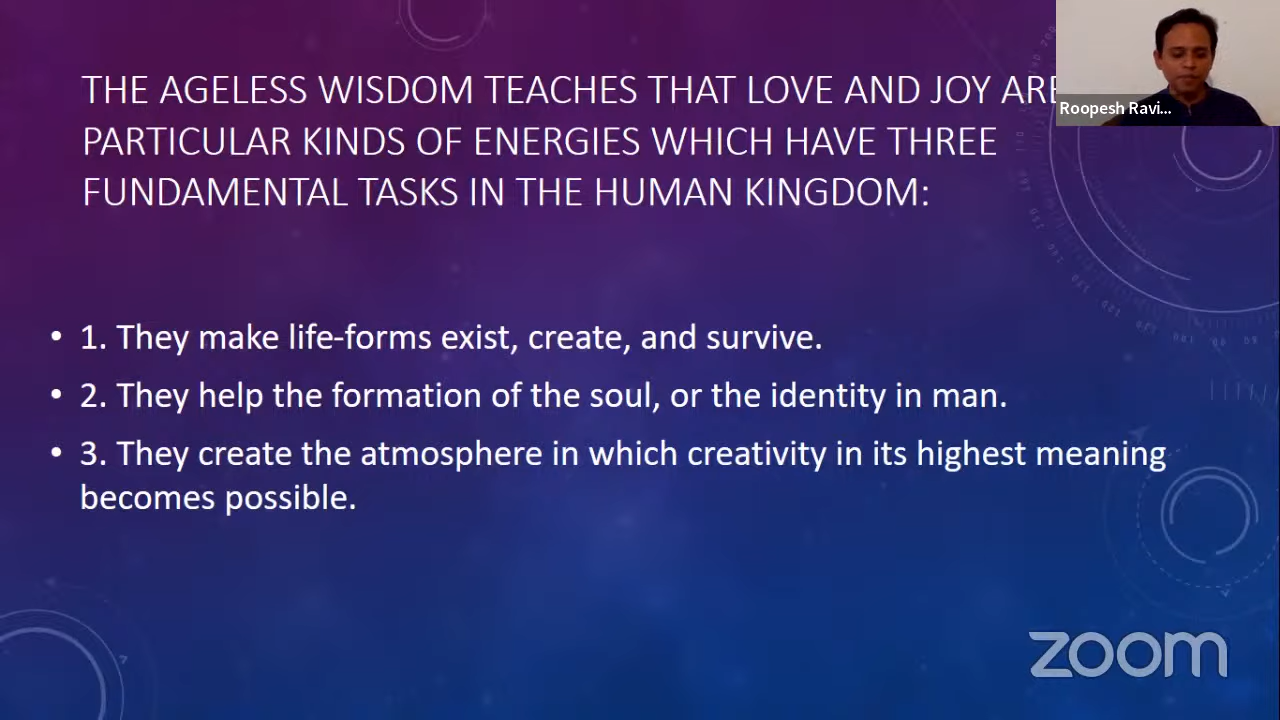 THE AGELESS WISDOM TEACHES THAT LOVE AND JOY ARE
PARTICULAR KINDS OF ENERGIES WHICH HAVE THREE
FUNDAMENTAL TASKS IN THE HUMAN KINGDOM:
Roopesh Ravi...
• 1. They make life-forms exist, create, and survive.
• 2. They help the formation of the soul, or the identity in man.
• 3. They create the atmosphere in which creativity in its highest meaning
becomes possible.
zoom